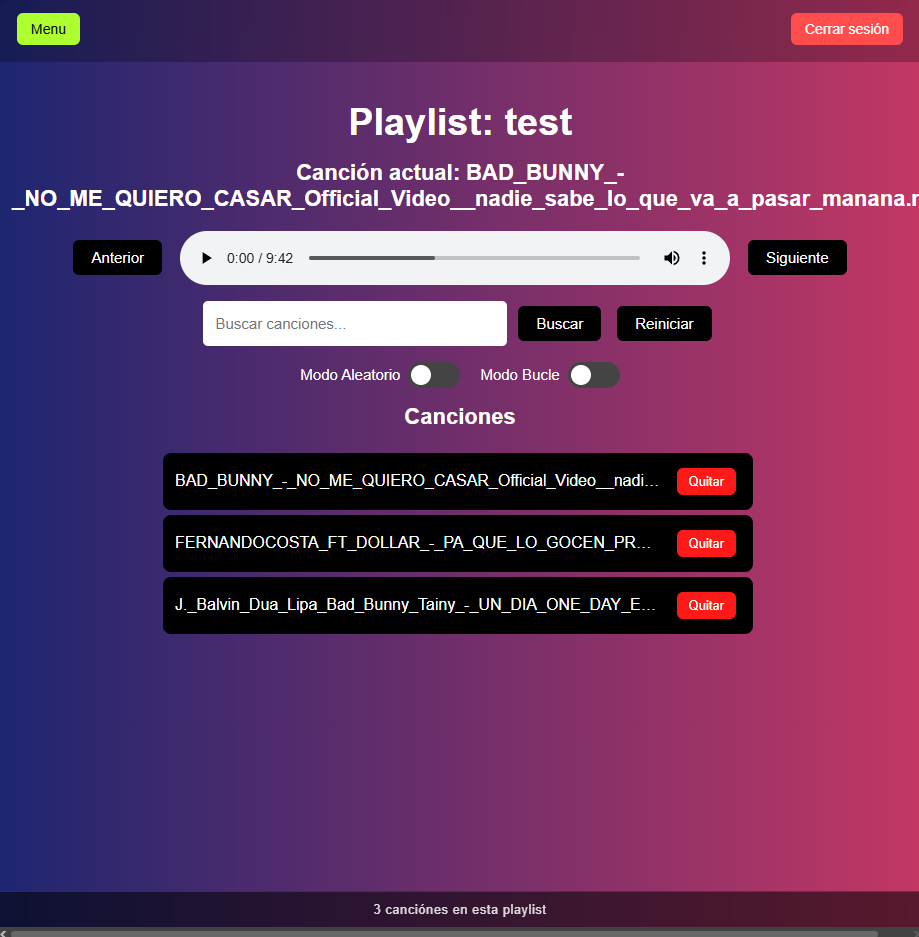 Menu
Cerrar sesión
Playlist: test
Canción actual: BAD_BUNNY_-
_NO_ME_QUIERO_CASAR_Official_Video__nadie_sabe_lo_que_va_a_pasar_manana.
Anterior
0:00 / 9:42
Siguiente
Buscar canciones...
Buscar
Reiniciar
Modo Aleatorio
Modo Bucle
Canciones
BAD_BUNNY_-_NO_ME_QUIERO_CASAR_Official_Video__nadi...
Quitar
FERNANDOCOSTA_FT_DOLLAR_-_PA_QUE_LO_GOCEN_PR...
Quitar
J._Balvin_Dua_Lipa_Bad_Bunny_Tainy_-_UN_DIA_ONE_DAY_E...
Quitar
3 canciónes en esta playlist